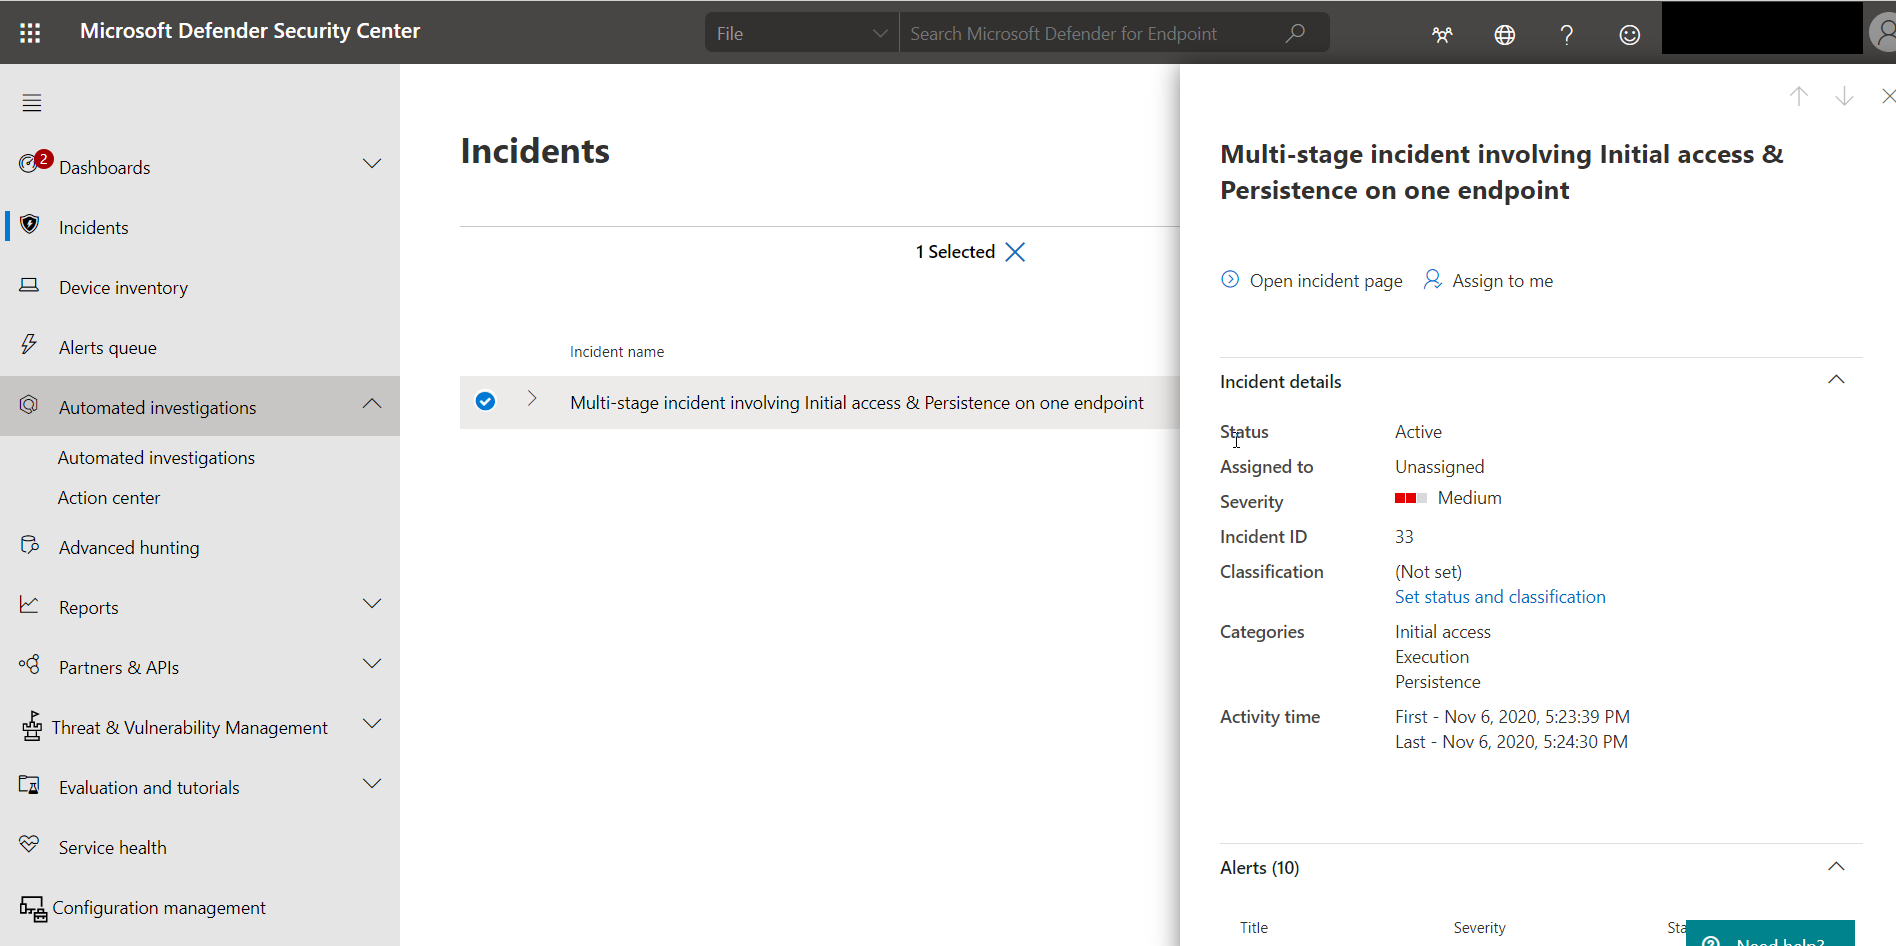 Microsoft Defender Security Center
File
Search Microsoft Defender for Endpoint
?
2
Dashboards
Incidents
Device inventory
Alerts queue
Automated investigations
Automated investigations
Action center
Advanced hunting
Reports
Partners & APIs
Threat & Vulnerability Management
Evaluation and tutorials
Service health
Configuration management
Incidents
1 Selected
Incident name
Multi-stage incident involving Initial access & Persistence on one endpoint
Multi-stage incident involving Initial access &
Persistence on one endpoint
Open incident page
Assign to me
Incident details
Status Active
Assigned to Unassigned
Severity Medium
Incident ID 33
Classification (Not set)
Set status and classification
Categories Initial access
Execution
Persistence
Activity time First - Nov 6, 2020, 5:23:39 PM
Last - Nov 6, 2020, 5:24:30 PM
Alerts (10)
Title Severity Sta
Need help?